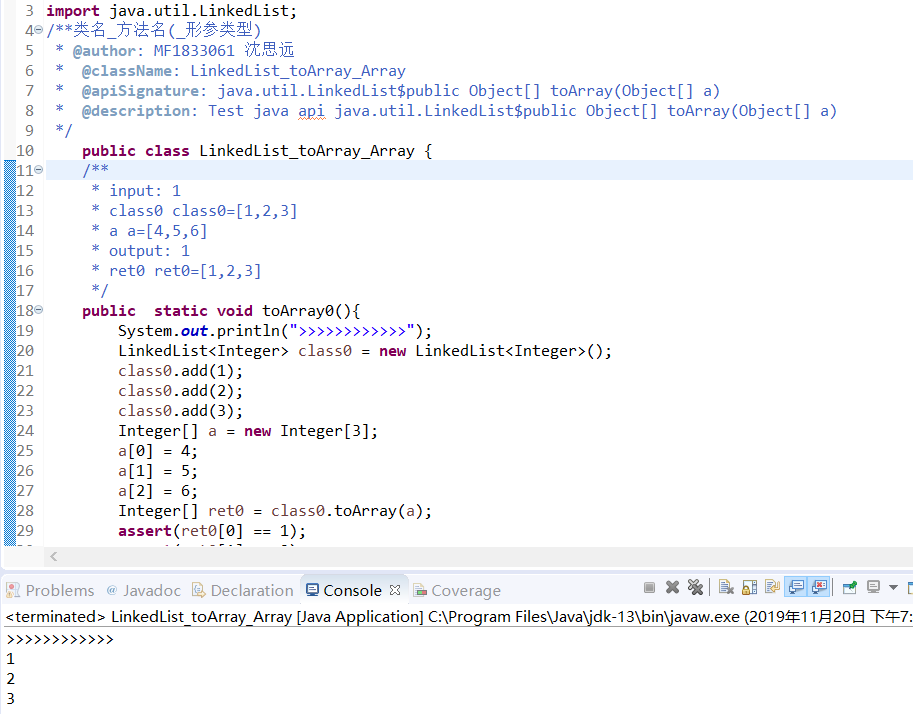 3 import java.util.LinkedList;
4 /**类名_方法名(_形参类型)
5 * @author: MF1833061 沈思远
6 * @className: LinkedList_toArray_Array
7 * @apiSignature: java.util.LinkedList$public Object[] toArray(Object[] a)
8 * @description: Test java api java.util.LinkedList$public Object[] toArray(Object[] a)
9 */
10 public class LinkedList_toArray_Array {
11 /**
12 * input: 1
13 * class0 class0=[1,2,3]
14 * a a=[4,5,6]
15 * output: 1
16 * ret0 ret0=[1,2,3]
17 */
18 public static void toArray0(){
19 System.out.println(">>>>>>>>>>>>");
20 LinkedList<Integer> class0 = new LinkedList<Integer>();
21 class0.add(1);
22 class0.add(2);
23 class0.add(3);
24 Integer[] a = new Integer[3];
25 a[0] = 4;
26 a[1] = 5;
27 a[2] = 6;
28 Integer[] ret0 = class0.toArray(a);
29 assert(ret0[0] == 1);
Problems @ Javadoc Declaration Console Coverage
<terminated> LinkedList_toArray_Array [Java Application] C:\Program Files\Java\jdk-13\bin\javaw.exe (2019年11月20日 下午7:
>>>>>>>>>>>>
1
2
3